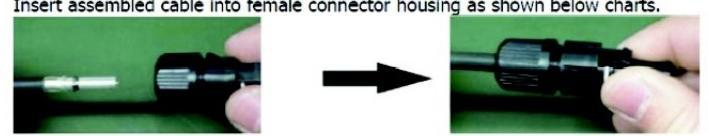 Insert assembled cable into female connector housing as shown below charts.